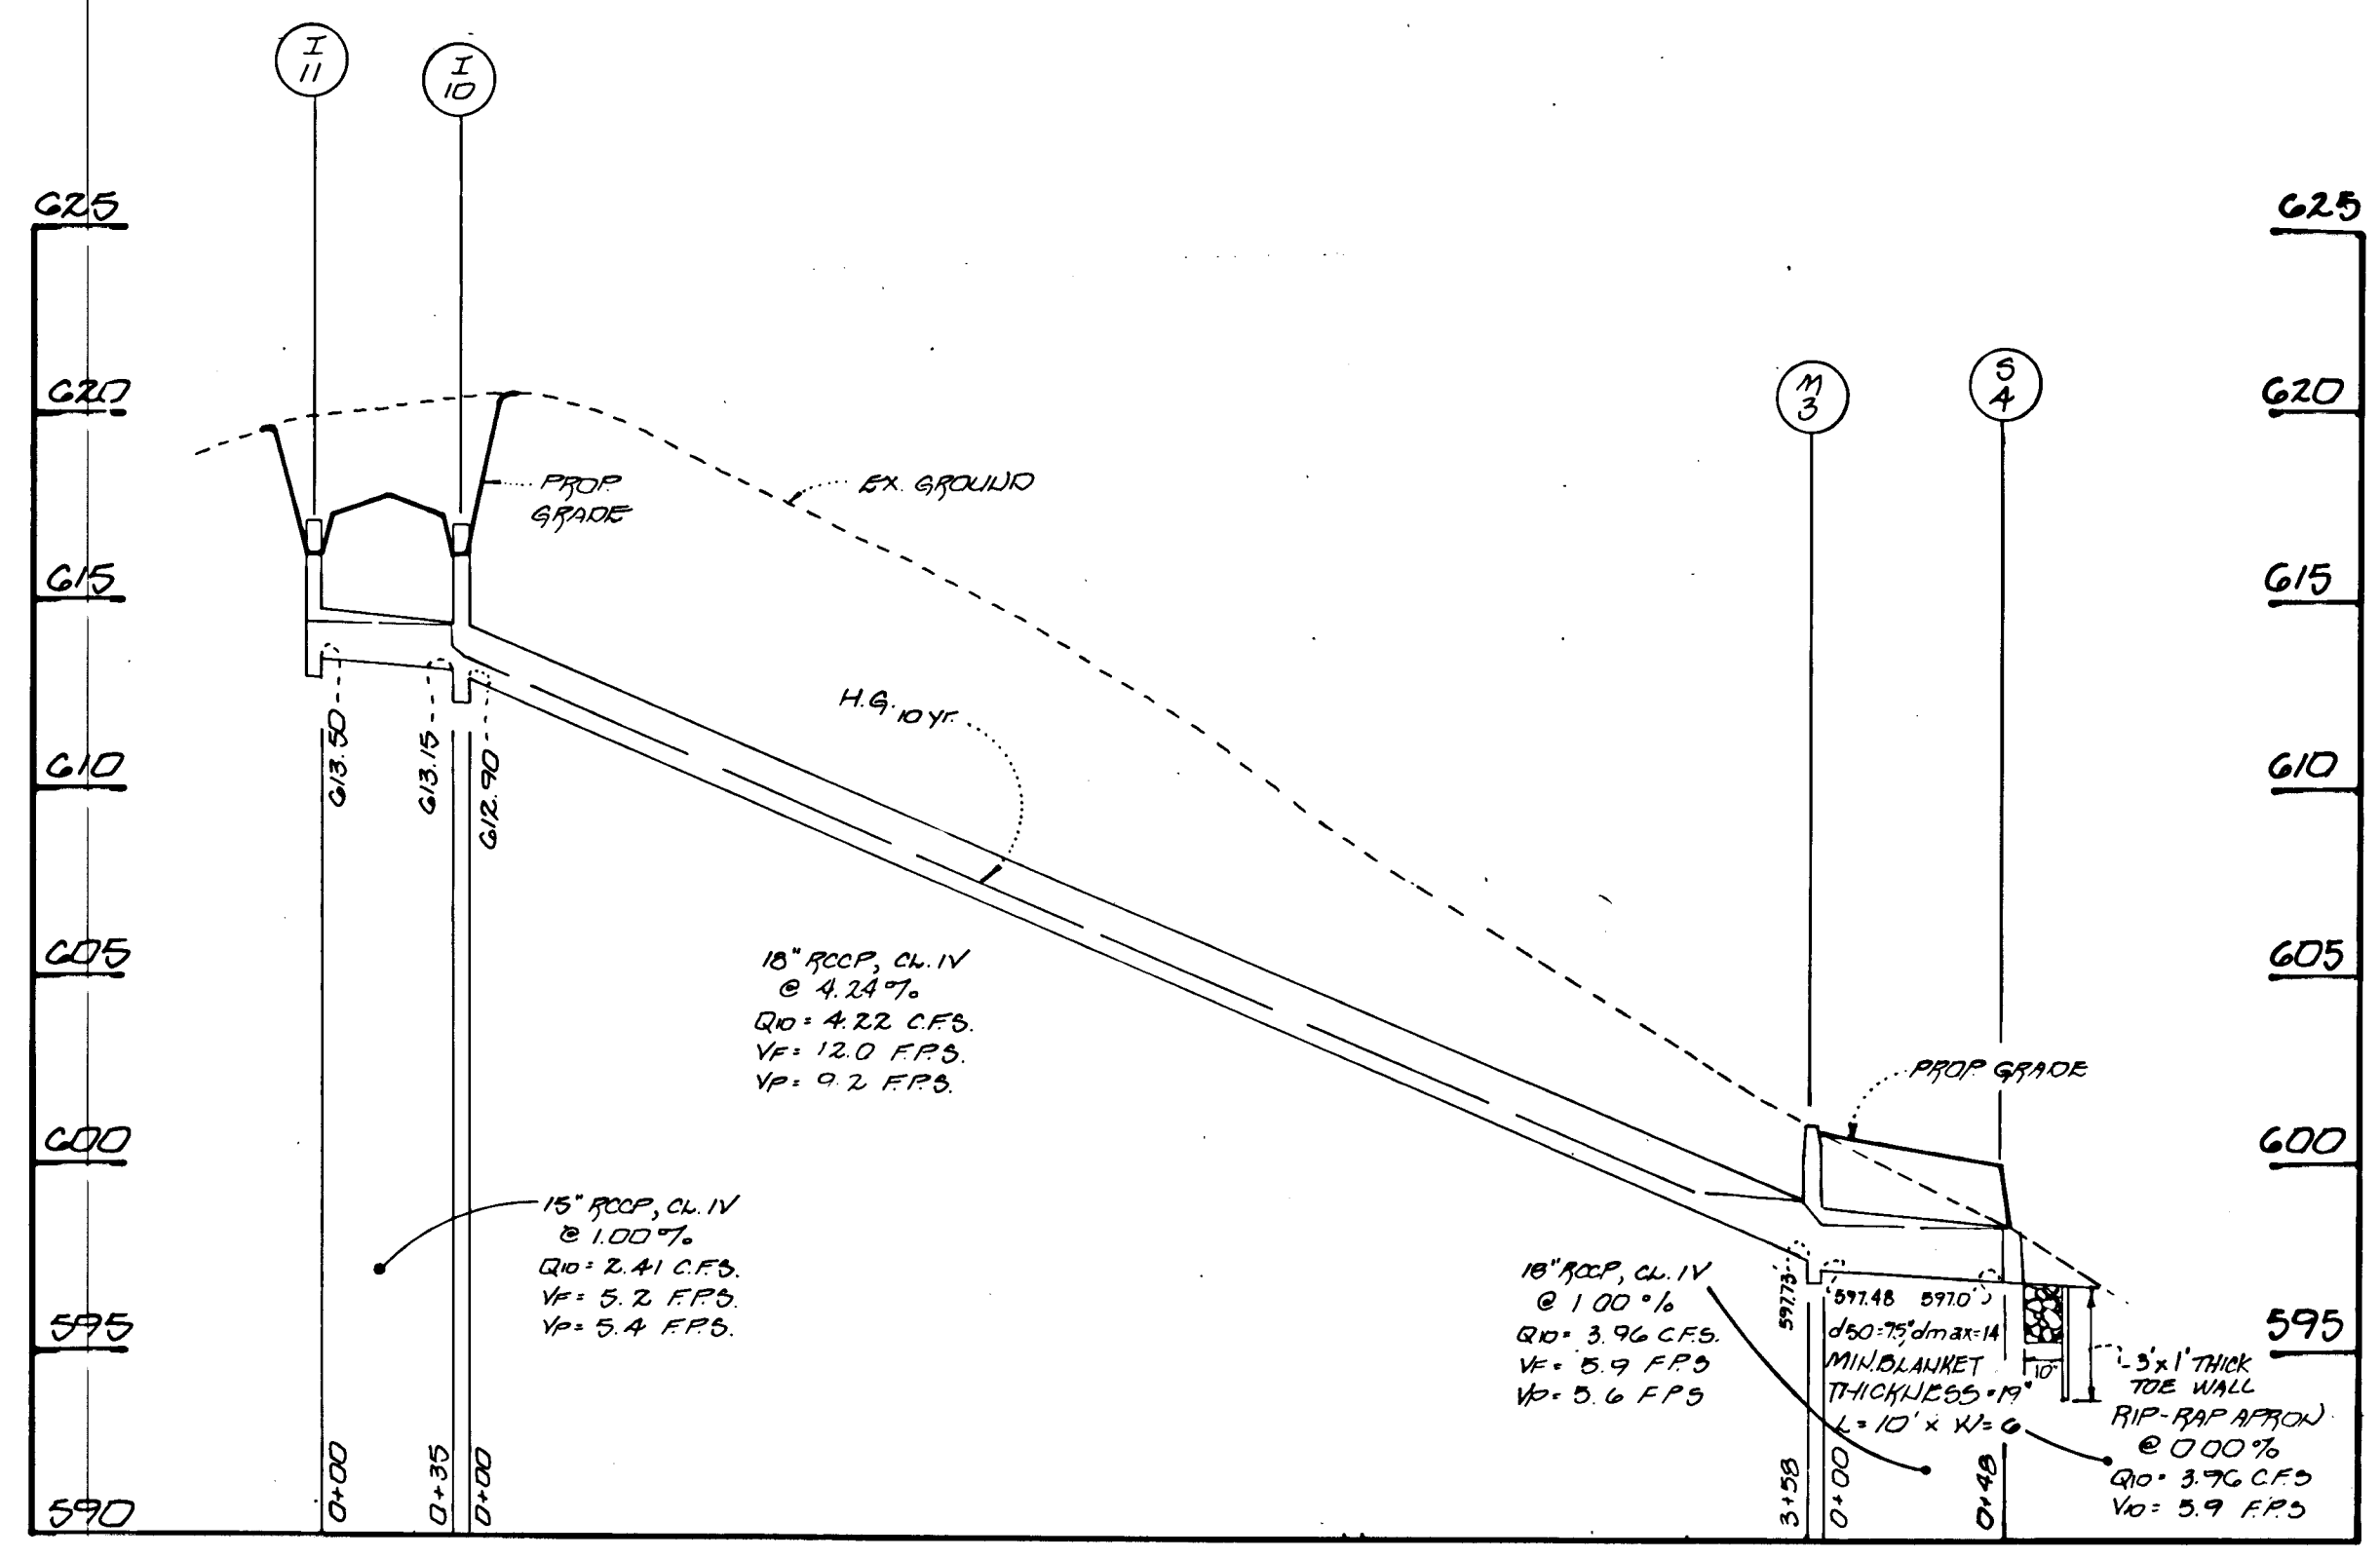 I
11
I
10
M
3
S
4
625
620
615
610
605
600
595
590
625
620
615
610
605
600
595
PROP.
GRADE
EX. GROUND
H.G. 10 yr.
613.50
613.15
612.90
18" RCCP, CL. IV
@ 4.24%
Q10 = 4.22 C.F.S.
VF = 12.0 F.P.S.
VP = 9.2 F.P.S.
15" RCCP, CL. IV
@ 1.00%
Q10 = 2.41 C.F.S.
VF = 5.2 F.P.S.
VP = 5.4 F.P.S.
PROP. GRADE
18" RCCP, CL. IV
@ 1 00 %
Q10 = 3.96 C.F.S.
VF = 5.9 F.P.S
VP = 5.6 F.P.S
597.73
597.48 597.0
d50=7.5" dmax=14
MIN. BLANKET
THICKNESS = 19"
L = 10' x W = 6
10"
3' x 1' THICK
TOE WALL
RIP-RAP APRON
@ 0 00 %
Q10 = 3.96 C.F.S
V10 = 5.9 F.P.S
0+00
0+35
0+00
3+58
0+00
0+48